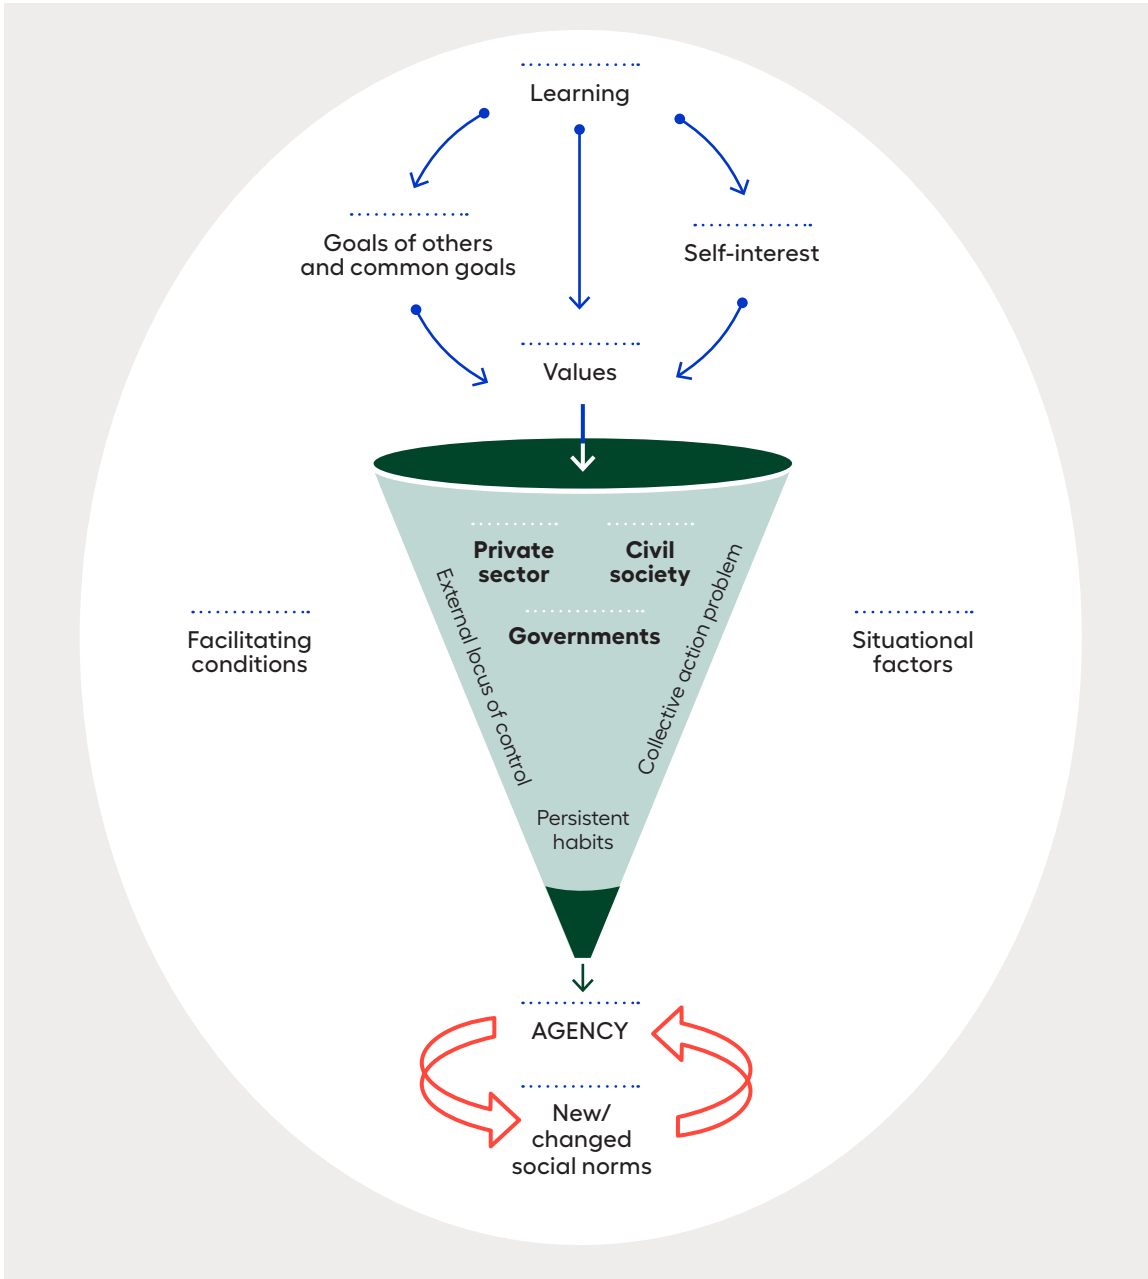 Learning
Goals of others
and common goals
Self-interest
Values
Private
sector
Civil
society
Governments
External locus of control
Collective action problem
Facilitating
conditions
Situational
factors
Persistent
habits
AGENCY
New/
changed
social norms